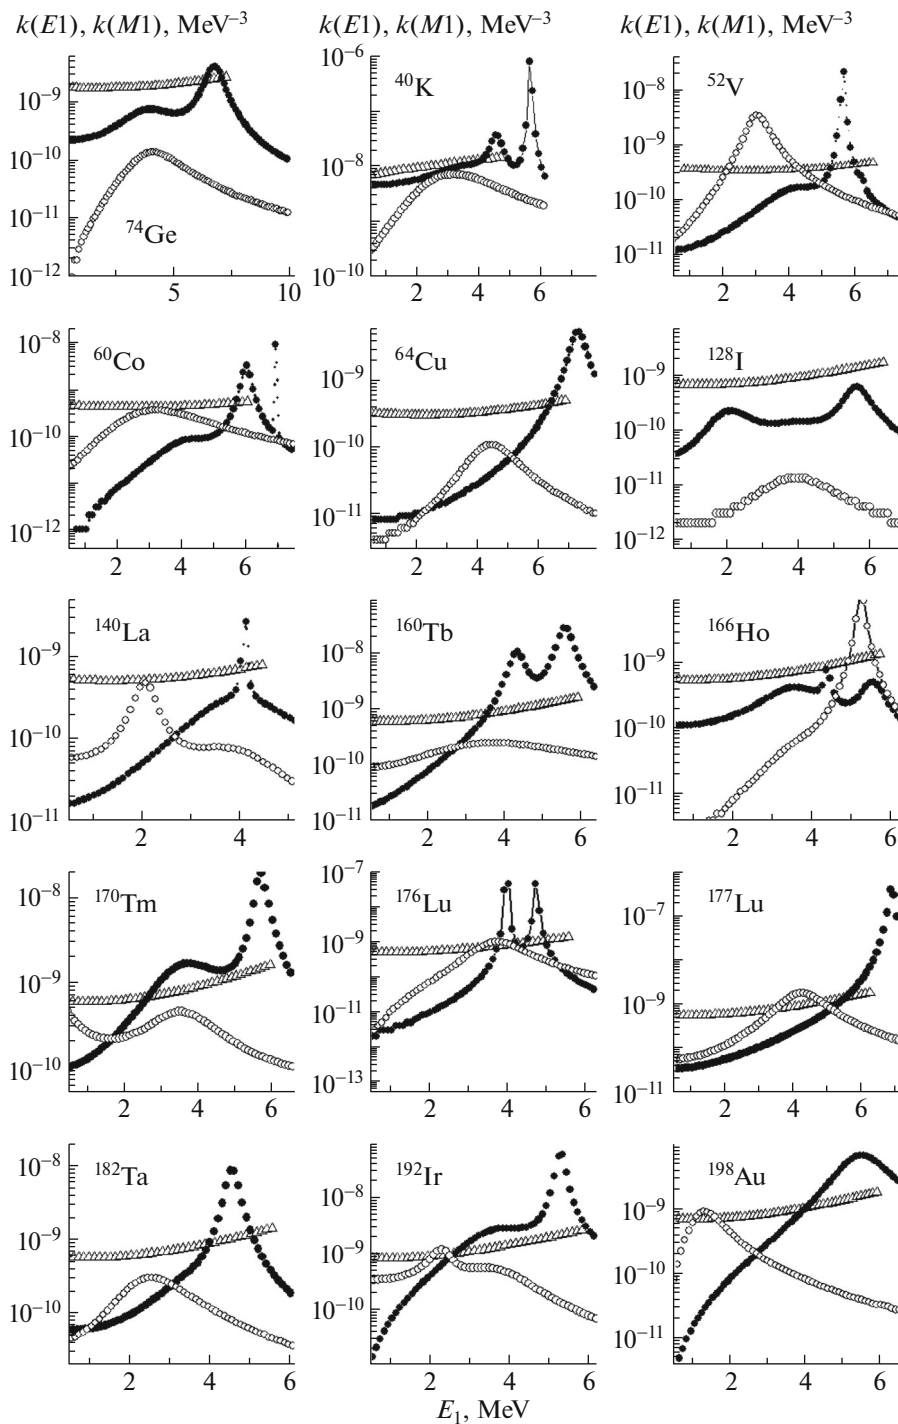 k(E1), k(M1), MeV⁻³ k(E1), k(M1), MeV⁻³ k(E1), k(M1), MeV⁻³
10⁻⁹
10⁻¹⁰
10⁻¹¹
10⁻¹²
⁷⁴Ge
5 10
10⁻⁶
10⁻⁸
10⁻¹⁰
⁴⁰K
2 4 6
10⁻⁸
10⁻⁹
10⁻¹⁰
10⁻¹¹
⁵²V
2 4 6
10⁻⁸
10⁻¹⁰
10⁻¹²
⁶⁰Co
2 4 6
10⁻⁹
10⁻¹⁰
10⁻¹¹
⁶⁴Cu
2 4 6
10⁻⁹
10⁻¹⁰
10⁻¹¹
10⁻¹²
¹²⁸I
2 4 6
10⁻⁹
10⁻¹⁰
10⁻¹¹
¹⁴⁰La
2 4
10⁻⁸
10⁻⁹
10⁻¹⁰
10⁻¹¹
¹⁶⁰Tb
2 4 6
10⁻⁹
10⁻¹⁰
10⁻¹¹
¹⁶⁶Ho
2 4 6
10⁻⁸
10⁻⁹
10⁻¹⁰
¹⁷⁰Tm
2 4 6
10⁻⁷
10⁻⁹
10⁻¹¹
10⁻¹³
¹⁷⁶Lu
2 4 6
10⁻⁷
10⁻⁹
10⁻¹¹
¹⁷⁷Lu
2 4 6
10⁻⁸
10⁻⁹
10⁻¹⁰
¹⁸²Ta
2 4 6
10⁻⁸
10⁻⁹
10⁻¹⁰
¹⁹²Ir
2 4 6
10⁻⁹
10⁻¹⁰
10⁻¹¹
¹⁹⁸Au
2 4 6
E₁, MeV